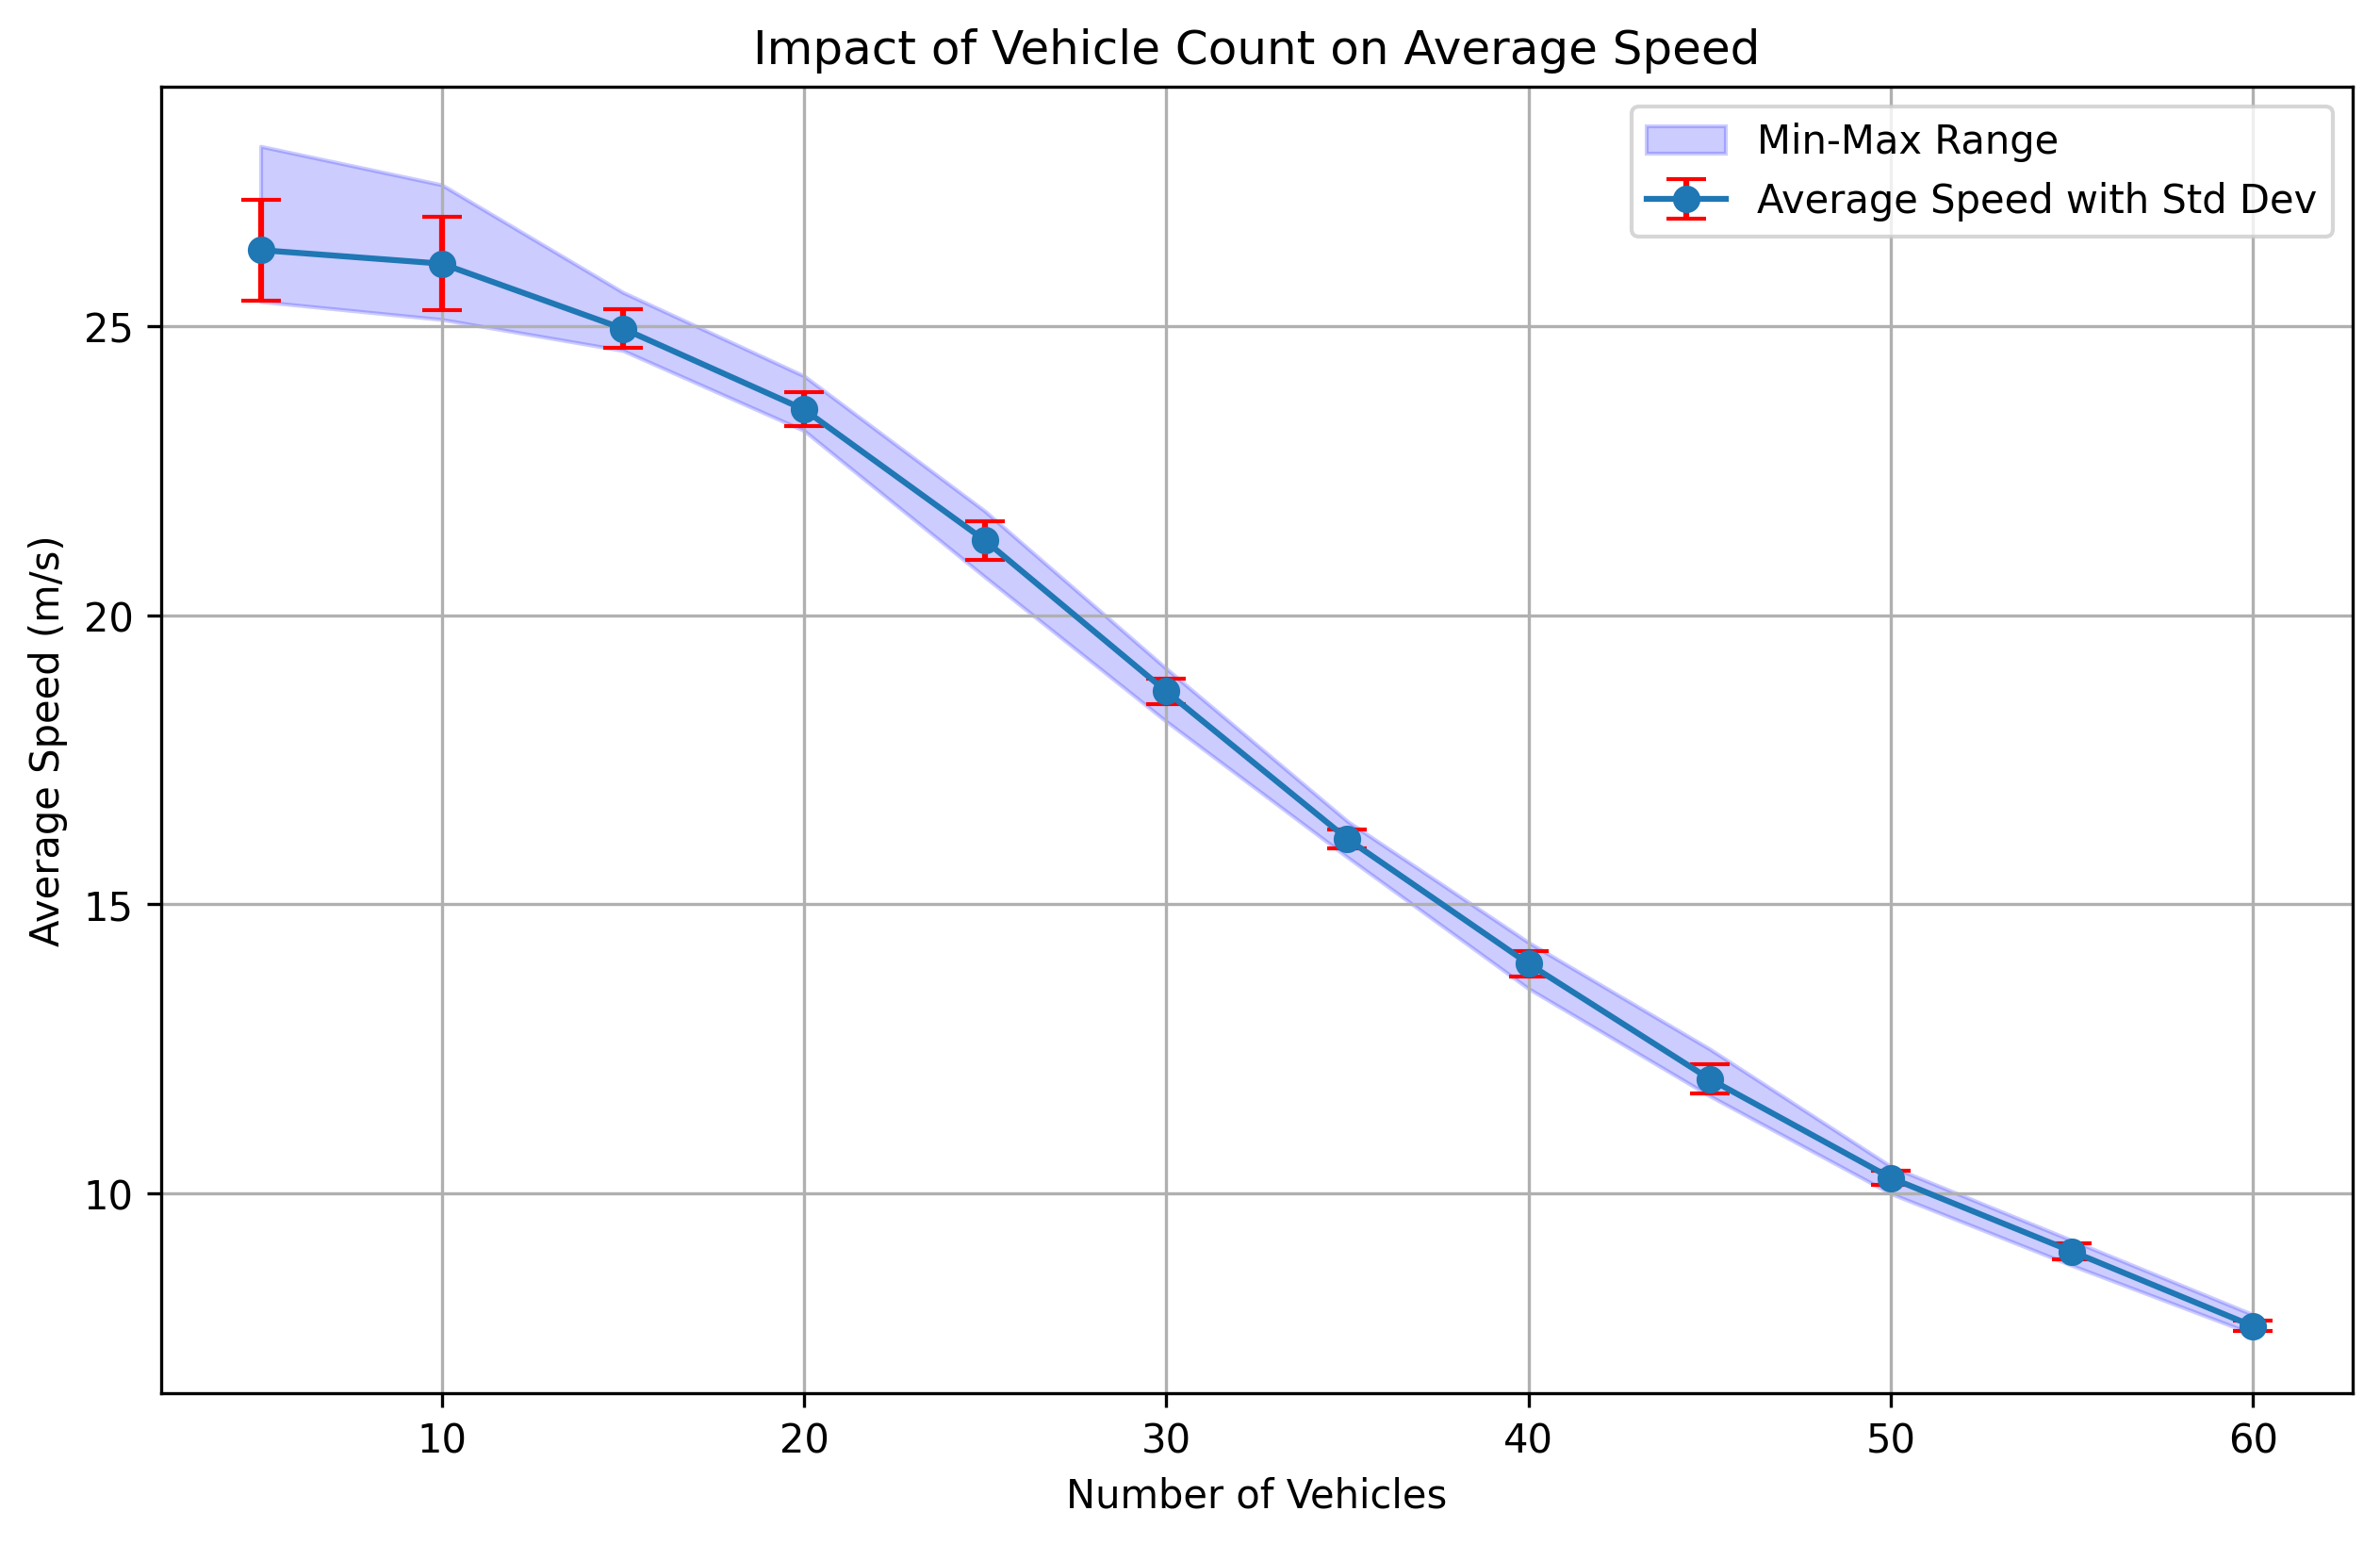 Impact of Vehicle Count on Average Speed
Min-Max Range
Average Speed with Std Dev
Average Speed (m/s)
25
20
15
10
10 20 30 40 50 60
Number of Vehicles